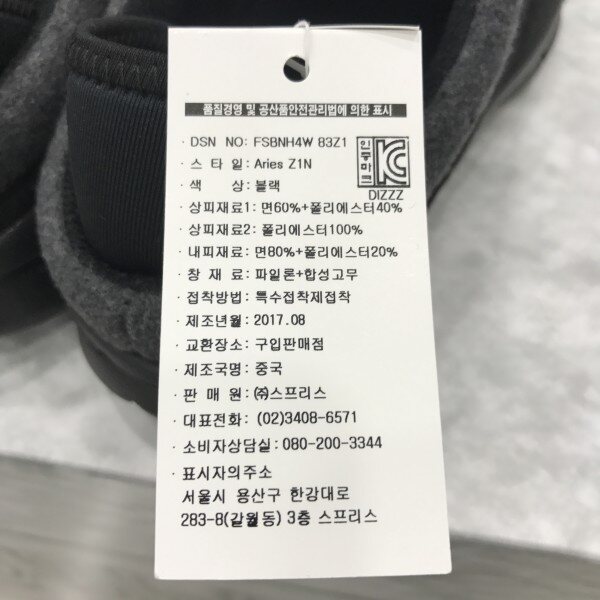 품질경영 및 공산품안전관리법에 의한 표시
· DSN NO: FSBNH4W 83Z1
· 스 타 일: Aries Z1N
· 색 상: 블랙
인증마크
KC
DIZZZ
· 상피재료1: 면60%+폴리에스터40%
· 상피재료2: 폴리에스터100%
· 내피재료: 면80%+폴리에스터20%
· 창 재 료: 파일론+합성고무
· 접착방법: 특수접착제접착
· 제조년월: 2017.08
· 교환장소: 구입판매점
· 제조국명: 중국
· 판 매 원: ㈜스프리스
· 대표전화: (02)3408-6571
· 소비자상담실: 080-200-3344
· 표시자의주소
서울시 용산구 한강대로
283-8(갈월동) 3층 스프리스